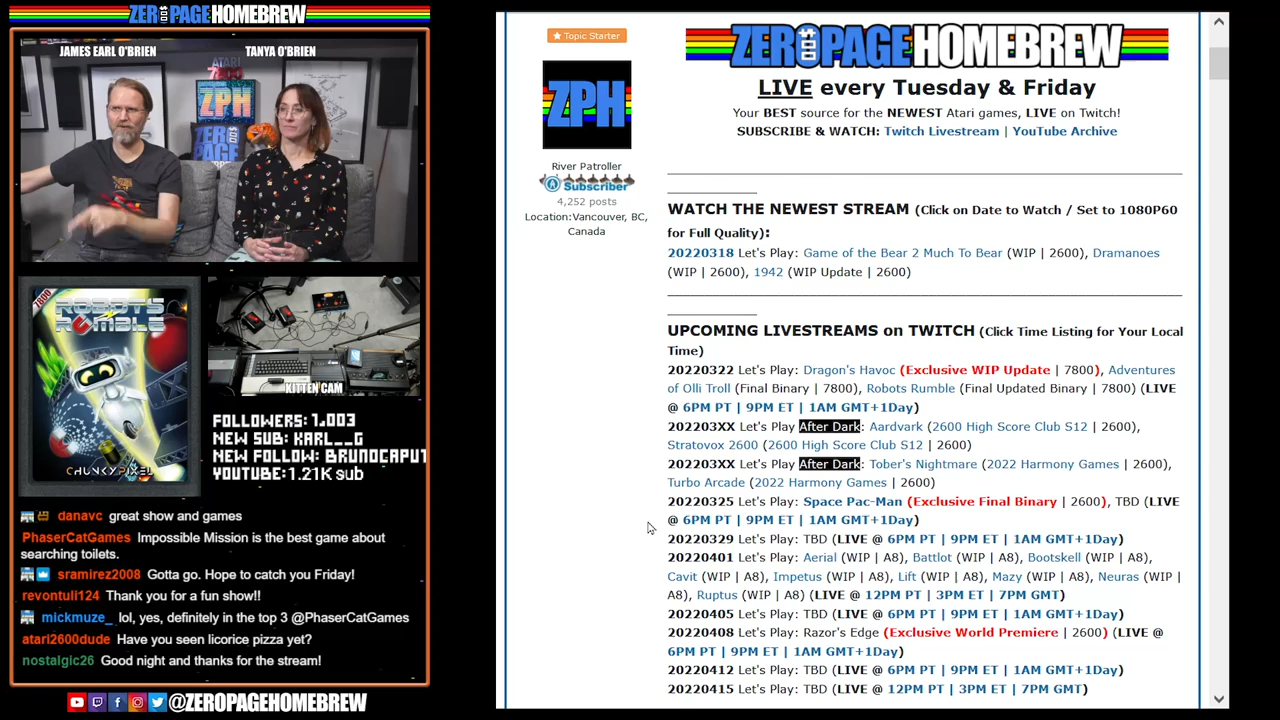 ZERO $00 PAGE HOMEBREW
JAMES EARL O'BRIEN
TANYA O'BRIEN
ATARI
ZPH
ZERO
PAGE
7800
ROBOTS
RUMBLE
CHUNKYPIXEL
KITTEN CAM
FOLLOWERS: 1,003
NEW SUB: KARL__G
NEW FOLLOW: BRUNOCAPUT
YOUTUBE: 1.21K sub
danavc great show and games
PhaserCatGames Impossible Mission is the best game about
searching toilets.
sramirez2008 Gotta go. Hope to catch you Friday!
revontuli124 Thank you for a fun show!!
mickmuze_ lol, yes, definitely in the top 3 @PhaserCatGames
atari2600dude Have you seen licorice pizza yet?
nostalgic26 Good night and thanks for the stream!
@ZEROPAGEHOMEBREW
Topic Starter
ZPH
River Patroller
Subscriber
4,252 posts
Location:Vancouver, BC,
Canada
ZERO $00 PAGE HOMEBREW
LIVE every Tuesday & Friday
Your BEST source for the NEWEST Atari games, LIVE on Twitch!
SUBSCRIBE & WATCH: Twitch Livestream | YouTube Archive
WATCH THE NEWEST STREAM (Click on Date to Watch / Set to 1080P60
for Full Quality):
20220318 Let's Play: Game of the Bear 2 Much To Bear (WIP | 2600), Dramanoes
(WIP | 2600), 1942 (WIP Update | 2600)
UPCOMING LIVESTREAMS on TWITCH (Click Time Listing for Your Local
Time)
20220322 Let's Play: Dragon's Havoc (Exclusive WIP Update | 7800), Adventures
of Olli Troll (Final Binary | 7800), Robots Rumble (Final Updated Binary | 7800) (LIVE
@ 6PM PT | 9PM ET | 1AM GMT+1Day)
202203XX Let's Play After Dark: Aardvark (2600 High Score Club S12 | 2600),
Stratovox 2600 (2600 High Score Club S12 | 2600)
202203XX Let's Play After Dark: Tober's Nightmare (2022 Harmony Games | 2600),
Turbo Arcade (2022 Harmony Games | 2600)
20220325 Let's Play: Space Pac-Man (Exclusive Final Binary | 2600), TBD (LIVE
@ 6PM PT | 9PM ET | 1AM GMT+1Day)
20220329 Let's Play: TBD (LIVE @ 6PM PT | 9PM ET | 1AM GMT+1Day)
20220401 Let's Play: Aerial (WIP | A8), Battlot (WIP | A8), Bootskell (WIP | A8),
Cavit (WIP | A8), Impetus (WIP | A8), Lift (WIP | A8), Mazy (WIP | A8), Neuras (WIP |
A8), Ruptus (WIP | A8) (LIVE @ 12PM PT | 3PM ET | 7PM GMT)
20220405 Let's Play: TBD (LIVE @ 6PM PT | 9PM ET | 1AM GMT+1Day)
20220408 Let's Play: Razor's Edge (Exclusive World Premiere | 2600) (LIVE @
6PM PT | 9PM ET | 1AM GMT+1Day)
20220412 Let's Play: TBD (LIVE @ 6PM PT | 9PM ET | 1AM GMT+1Day)
20220415 Let's Play: TBD (LIVE @ 12PM PT | 3PM ET | 7PM GMT)